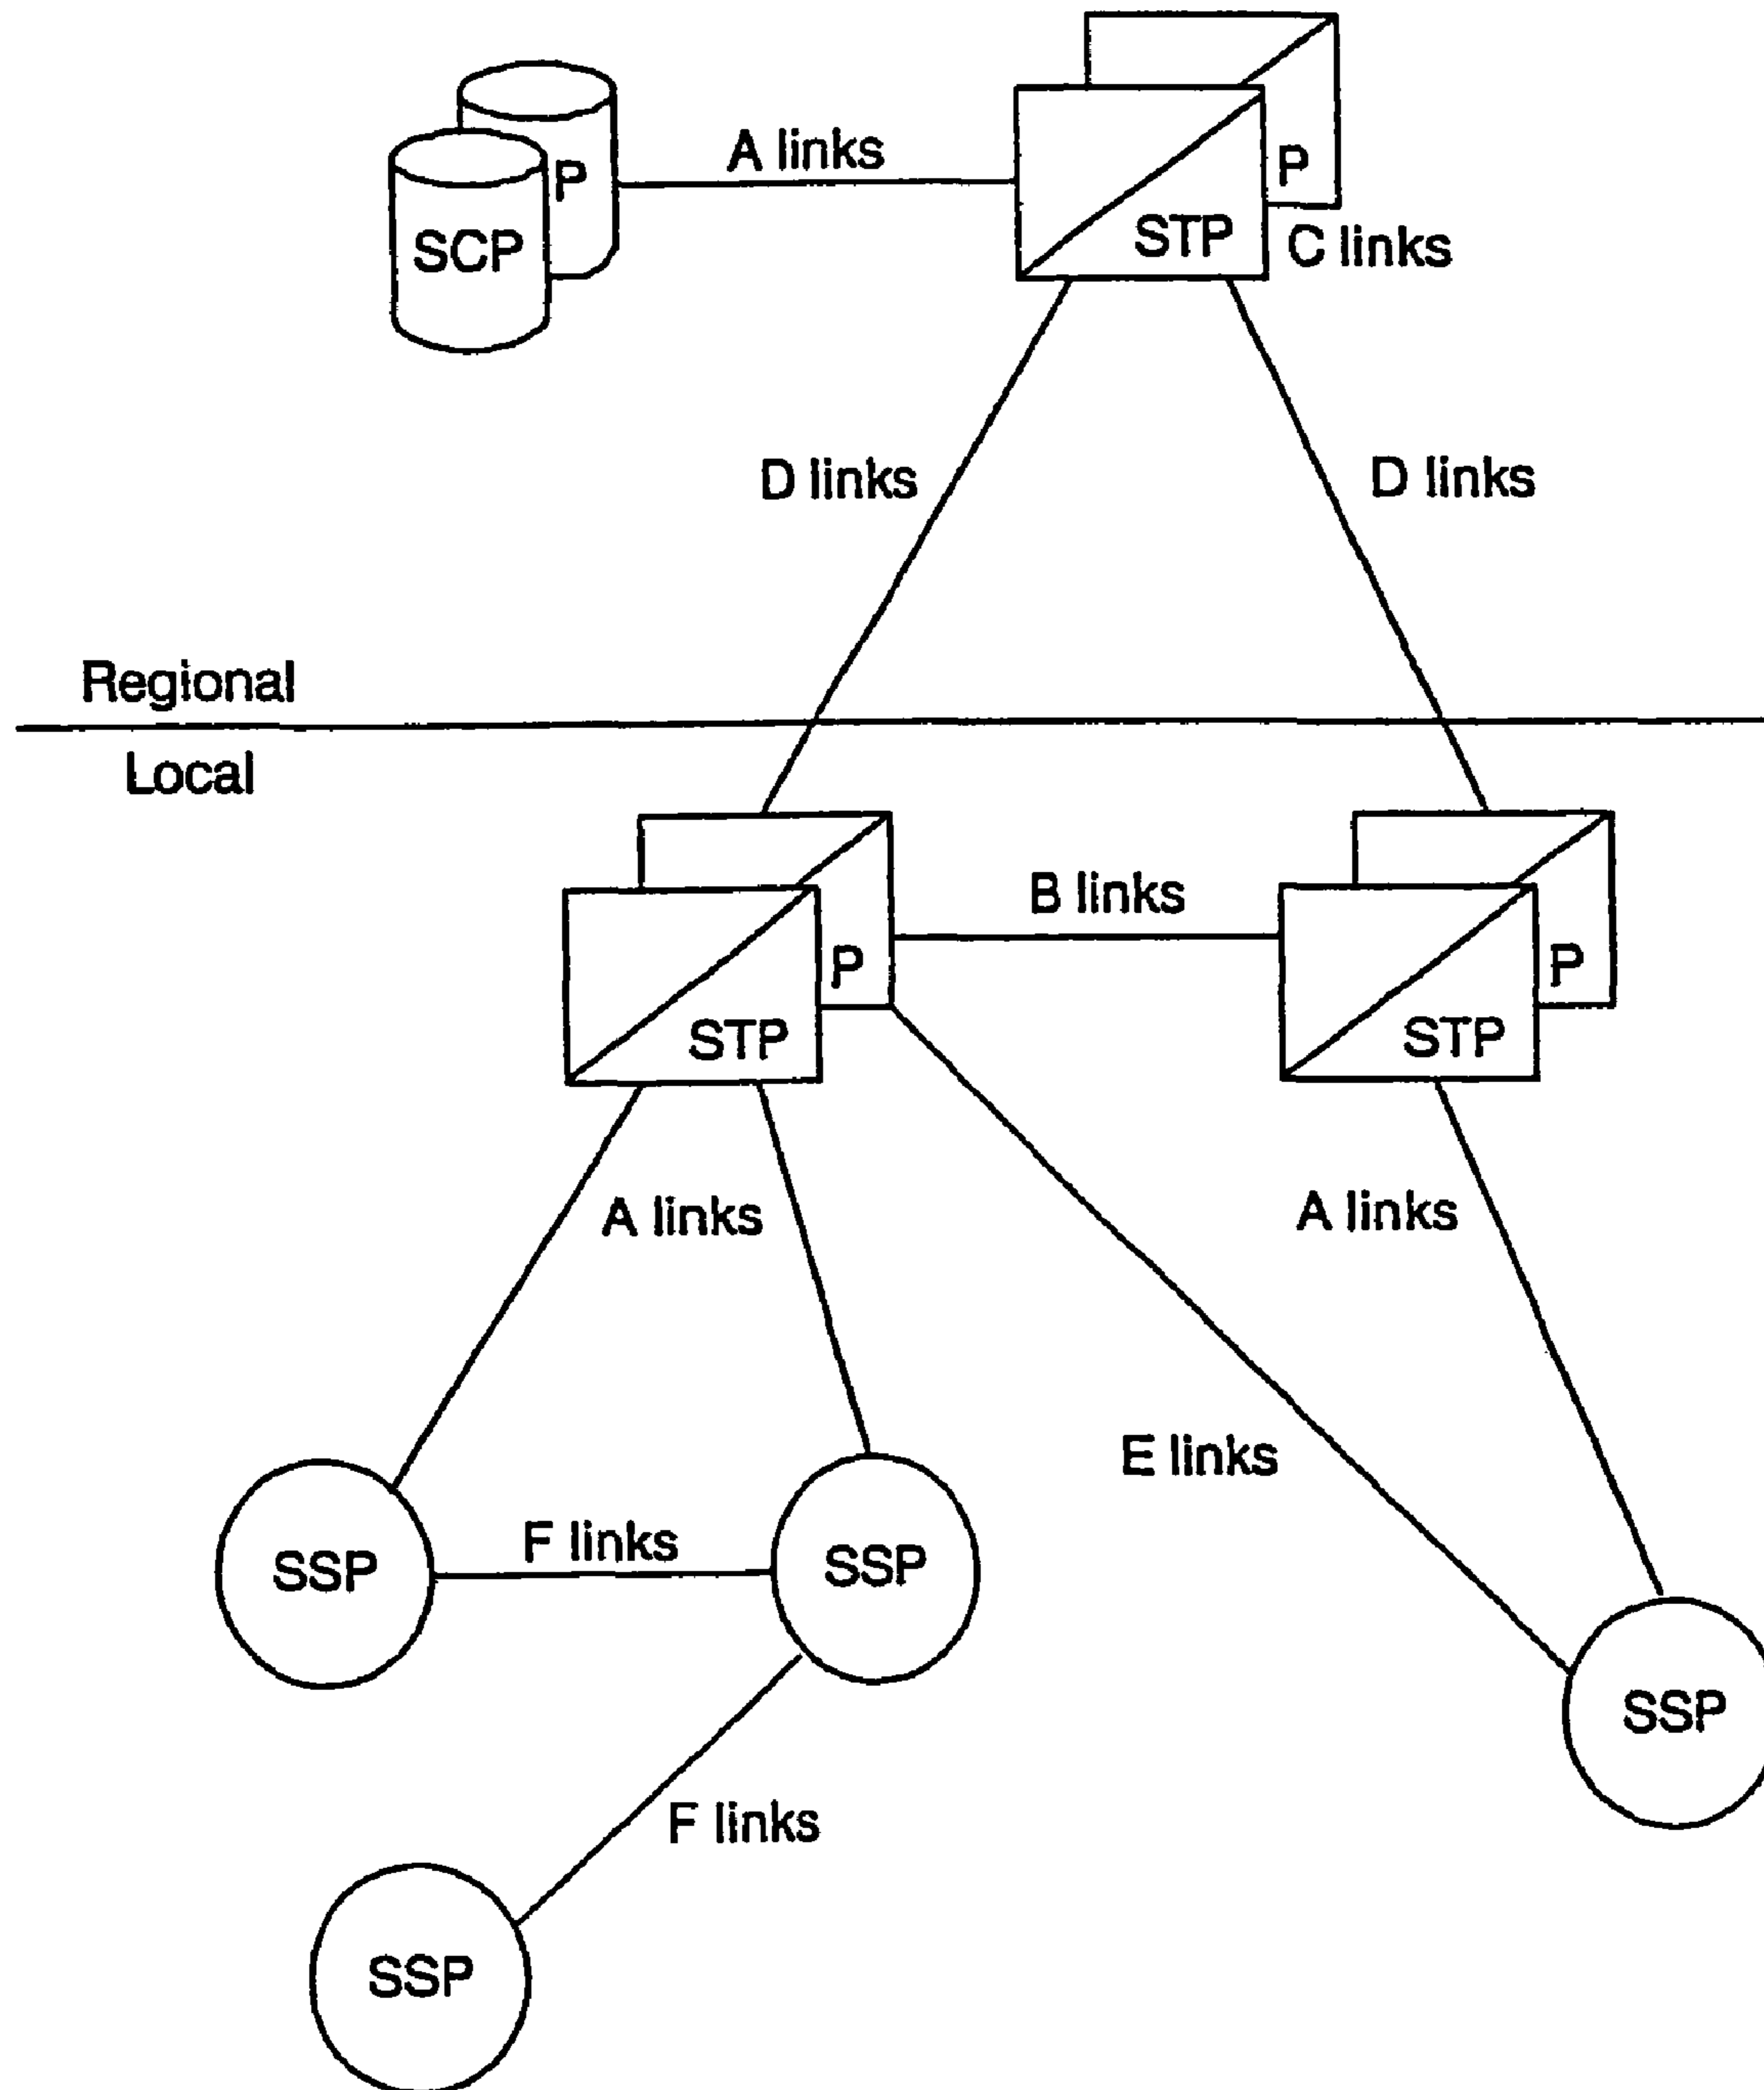 A links
P
P
SCP
STP
C links
D links
D links
Regional
Local
B links
P
P
STP
STP
A links
A links
E links
F links
SSP
SSP
SSP
F links
SSP